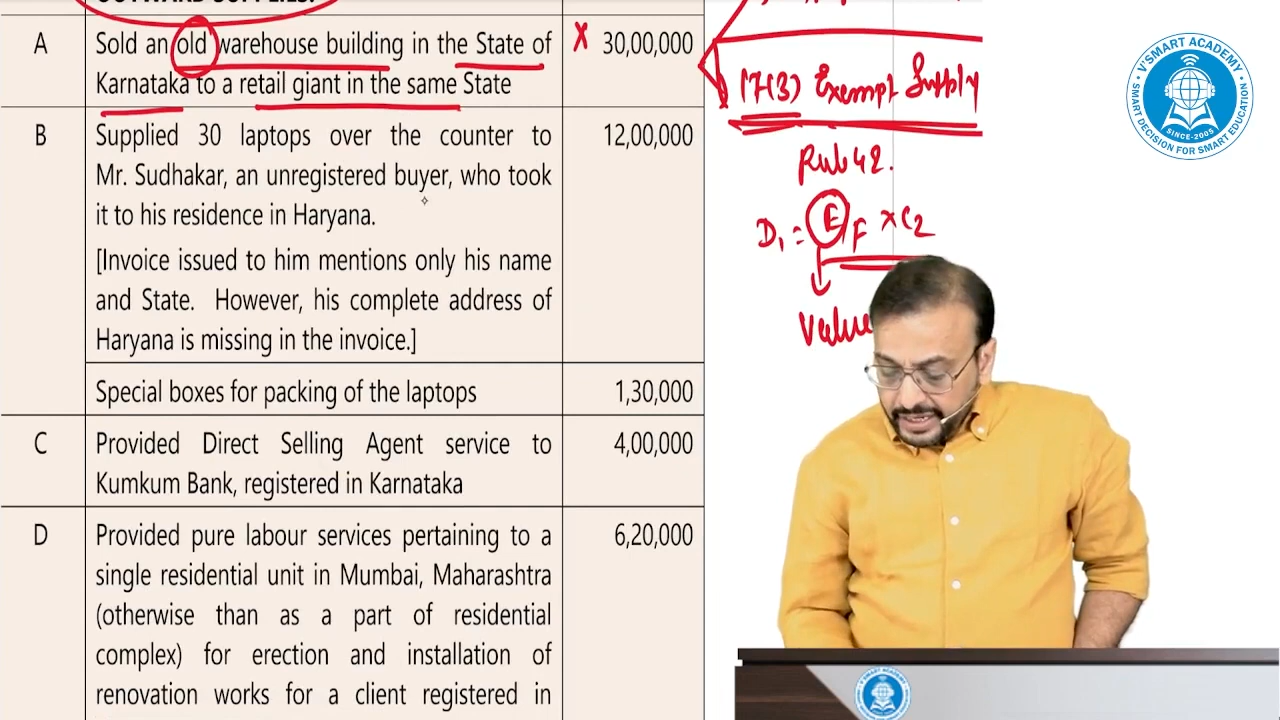 OUTWARD SUPPLIES:
A
Sold an old warehouse building in the State of
Karnataka to a retail giant in the same State
X 30,00,000
B
Supplied 30 laptops over the counter to
Mr. Sudhakar, an unregistered buyer, who took
it to his residence in Haryana.
[Invoice issued to him mentions only his name
and State. However, his complete address of
Haryana is missing in the invoice.]
12,00,000
Special boxes for packing of the laptops
1,30,000
C
Provided Direct Selling Agent service to
Kumkum Bank, registered in Karnataka
4,00,000
D
Provided pure labour services pertaining to a
single residential unit in Mumbai, Maharashtra
(otherwise than as a part of residential
complex) for erection and installation of
renovation works for a client registered in
6,20,000
17(3) Exempt Supply
Rule 42.
D1 = E/F x C2
Value
V'SMART ACADEMY
SINCE-2005
SMART DECISION FOR SMART EDUCATION